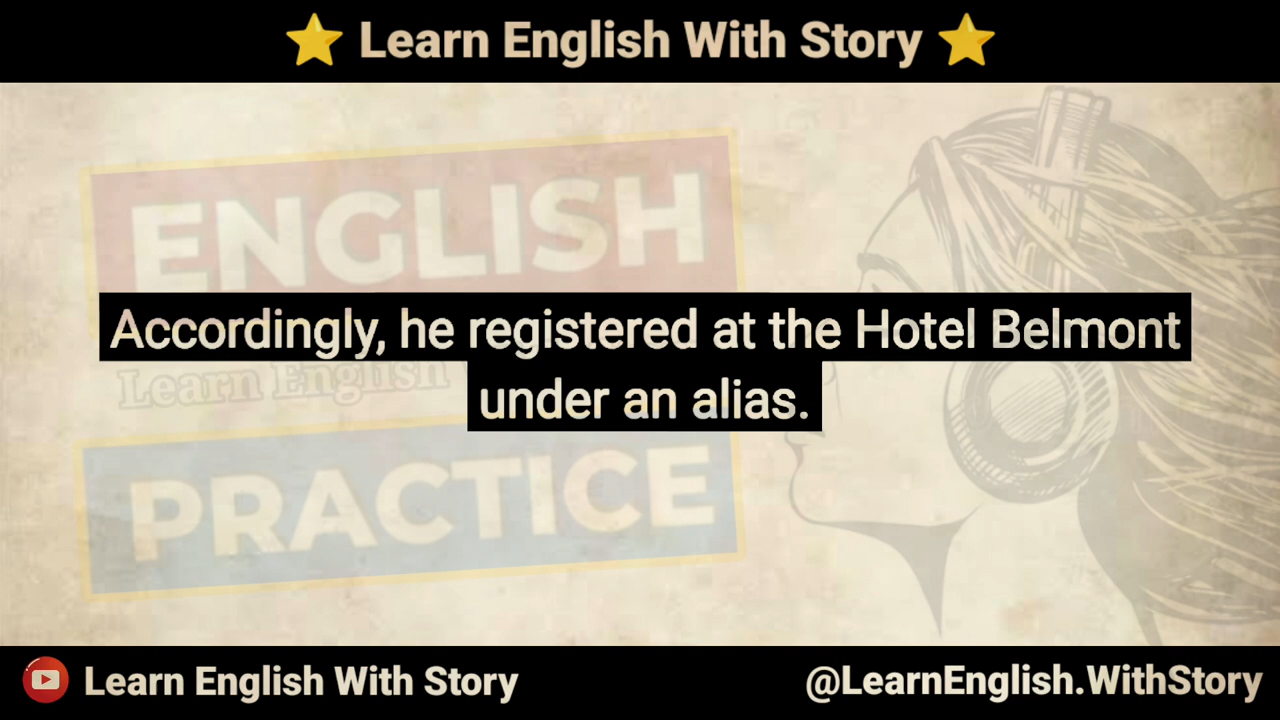 Learn English With Story
ENGLISH
Accordingly, he registered at the Hotel Belmont
Learn English
under an alias.
PRACTICE
Learn English With Story
@LearnEnglish.WithStory